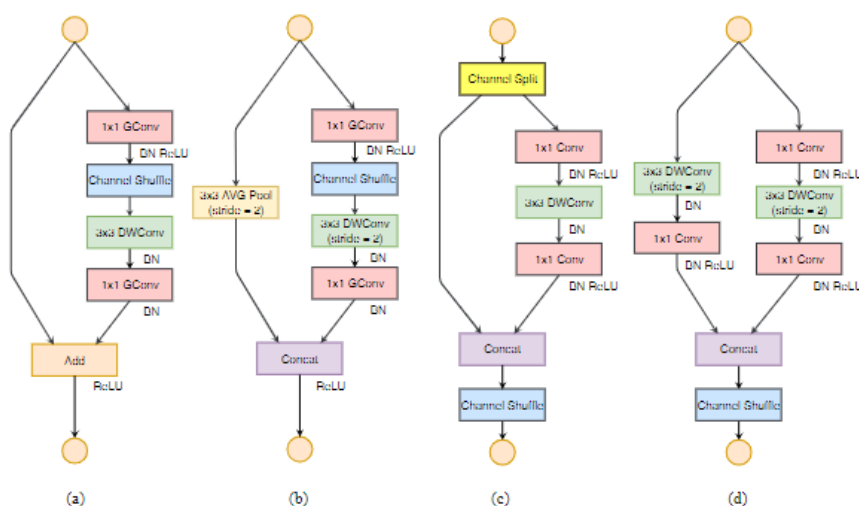 1x1 GConv
BN ReLU
Channel Shuffle
3x3 DWConv
BN
1x1 GConv
BN
Add
ReLU
(a)
3x3 AVG Pool
(stride = 2)
1x1 GConv
BN ReLU
Channel Shuffle
3x3 DWConv
(stride = 2)
BN
1x1 GConv
BN
Concat
ReLU
(b)
Channel Split
1x1 Conv
BN ReLU
3x3 DWConv
BN
1x1 Conv
BN ReLU
Concat
Channel Shuffle
(c)
3x3 DWConv
(stride = 2)
BN
1x1 Conv
BN ReLU
1x1 Conv
BN ReLU
3x3 DWConv
(stride = 2)
BN
1x1 Conv
BN ReLU
Concat
Channel Shuffle
(d)